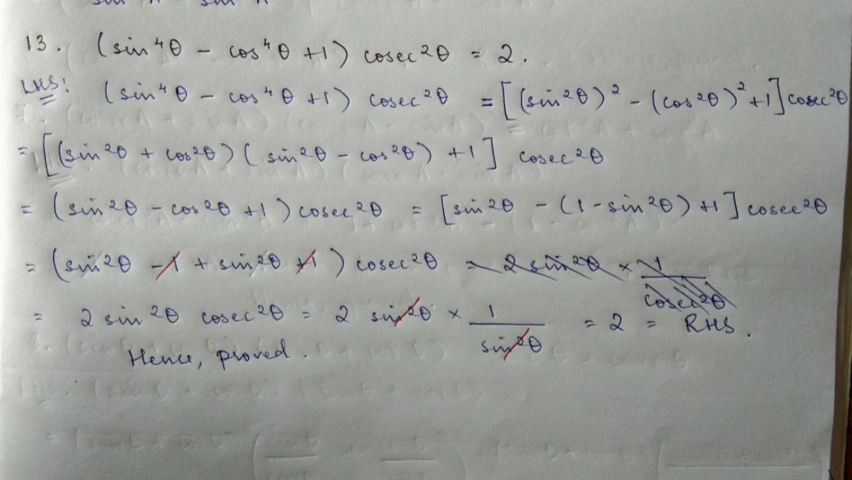 13. (sin⁴θ − cos⁴θ +1) cosec²θ = 2.
LHS: (sin⁴θ − cos⁴θ +1) cosec²θ = [(sin²θ)² − (cos²θ)² +1] cosec²θ
= [(sin²θ + cos²θ) (sin²θ − cos²θ) +1] cosec²θ
= (sin²θ − cos²θ +1) cosec²θ = [sin²θ − (1 − sin²θ) +1] cosec²θ
= (sin²θ −1 + sin²θ +1) cosec²θ = 2 sin²θ × 1/cosec²θ
= 2 sin²θ cosec²θ = 2 sin²θ × 1/sin²θ = 2 = RHS.
Hence, proved.